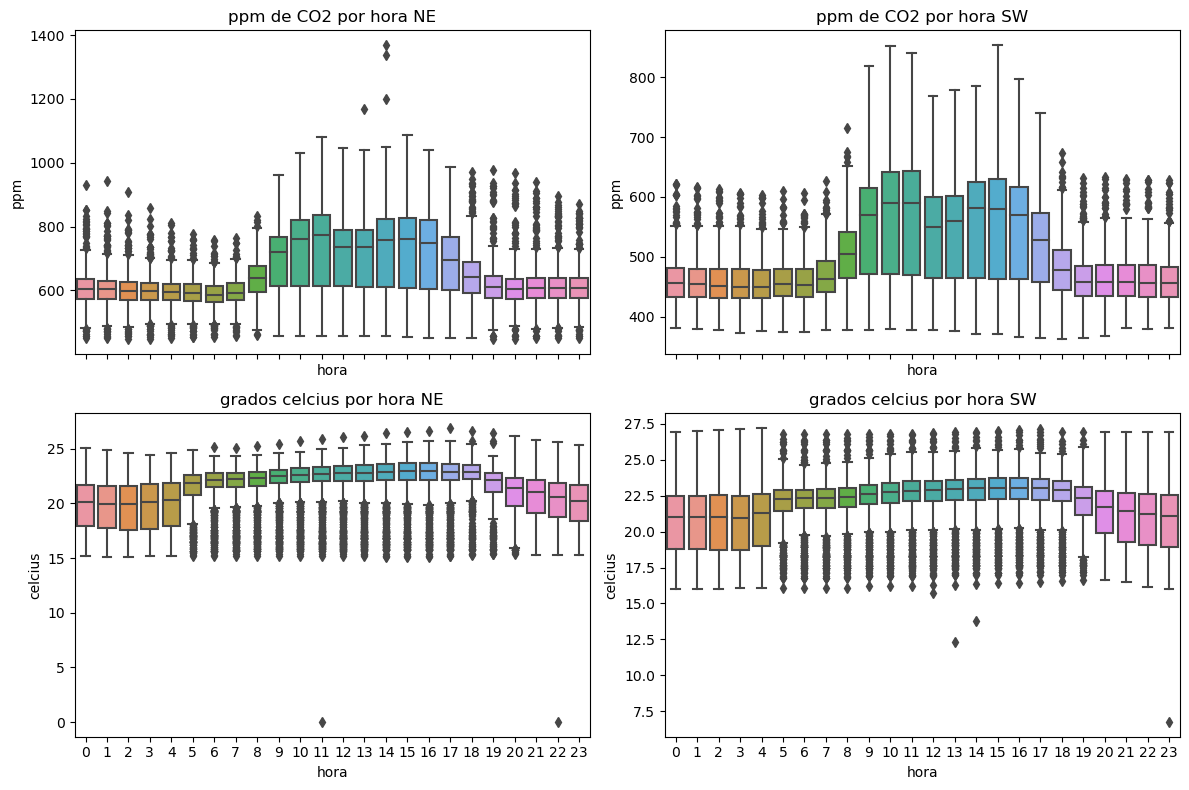 ppm de CO2 por hora NE
1400
1200
1000
800
600
ppm
hora
ppm de CO2 por hora SW
800
700
600
500
400
ppm
hora
grados celcius por hora NE
25
20
15
10
5
0
celcius
0 1 2 3 4 5 6 7 8 9 10 11 12 13 14 15 16 17 18 19 20 21 22 23
hora
grados celcius por hora SW
27.5
25.0
22.5
20.0
17.5
15.0
12.5
10.0
7.5
celcius
0 1 2 3 4 5 6 7 8 9 10 11 12 13 14 15 16 17 18 19 20 21 22 23
hora